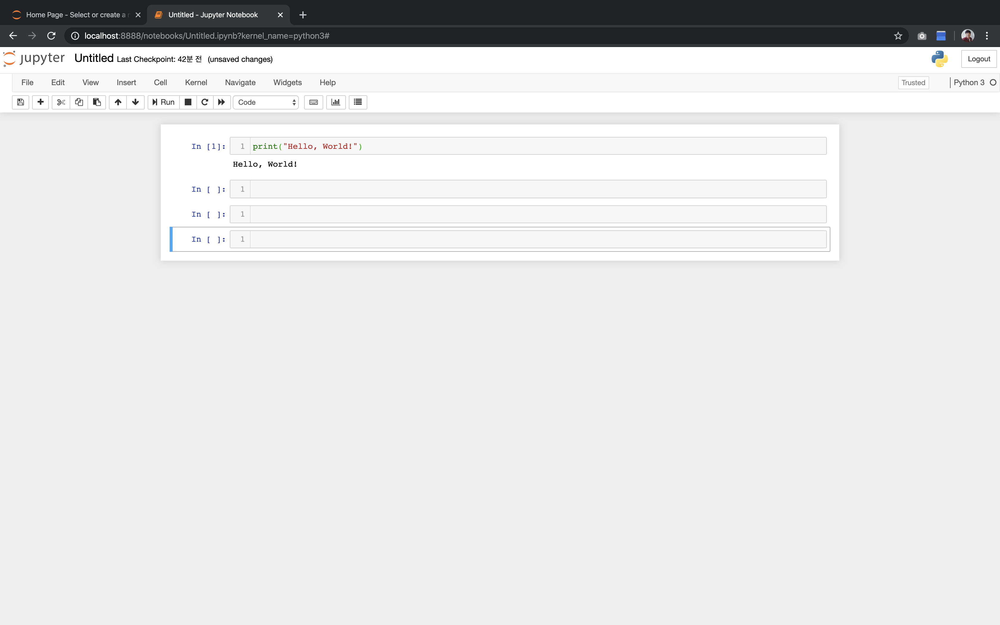 Home Page - Select or create a
Untitled - Jupyter Notebook
localhost:8888/notebooks/Untitled.ipynb?kernel_name=python3#
jupyter Untitled Last Checkpoint: 42분 전 (unsaved changes)
Logout
File Edit View Insert Cell Kernel Navigate Widgets Help
Trusted
Python 3
Run
Code
In [1]: 1 print("Hello, World!")
Hello, World!
In [ ]: 1
In [ ]: 1
In [ ]: 1